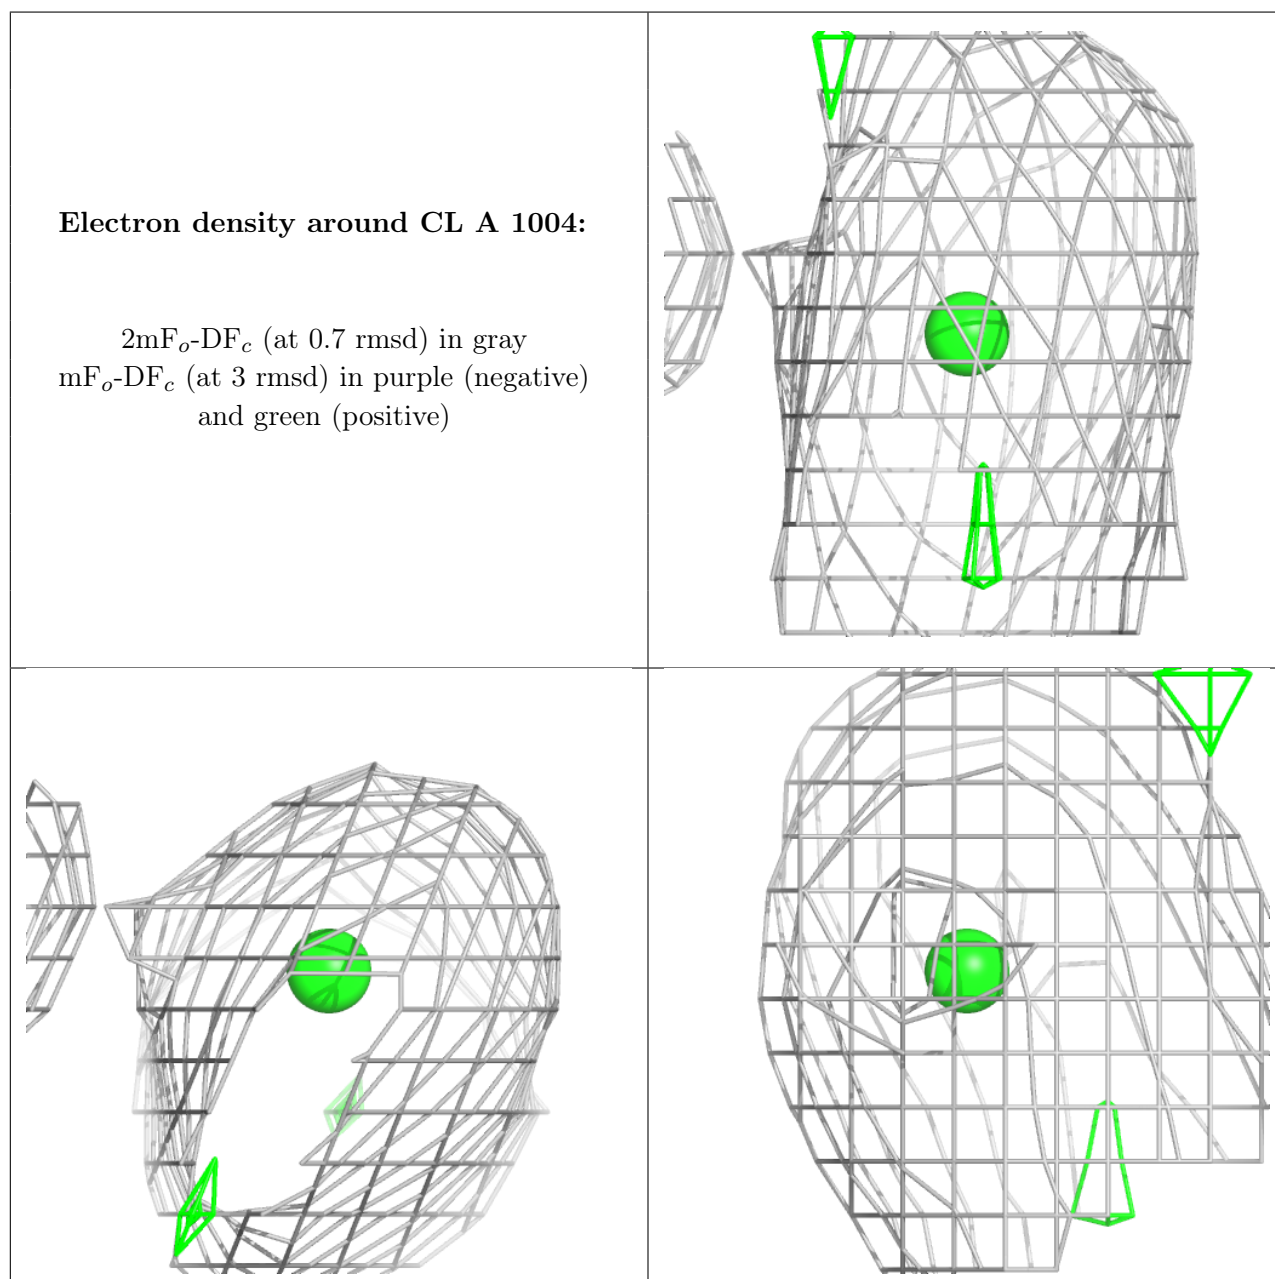 Electron density around CL A 1004:
2mFₒ-DF𝑐 (at 0.7 rmsd) in gray
mFₒ-DF𝑐 (at 3 rmsd) in purple (negative)
and green (positive)